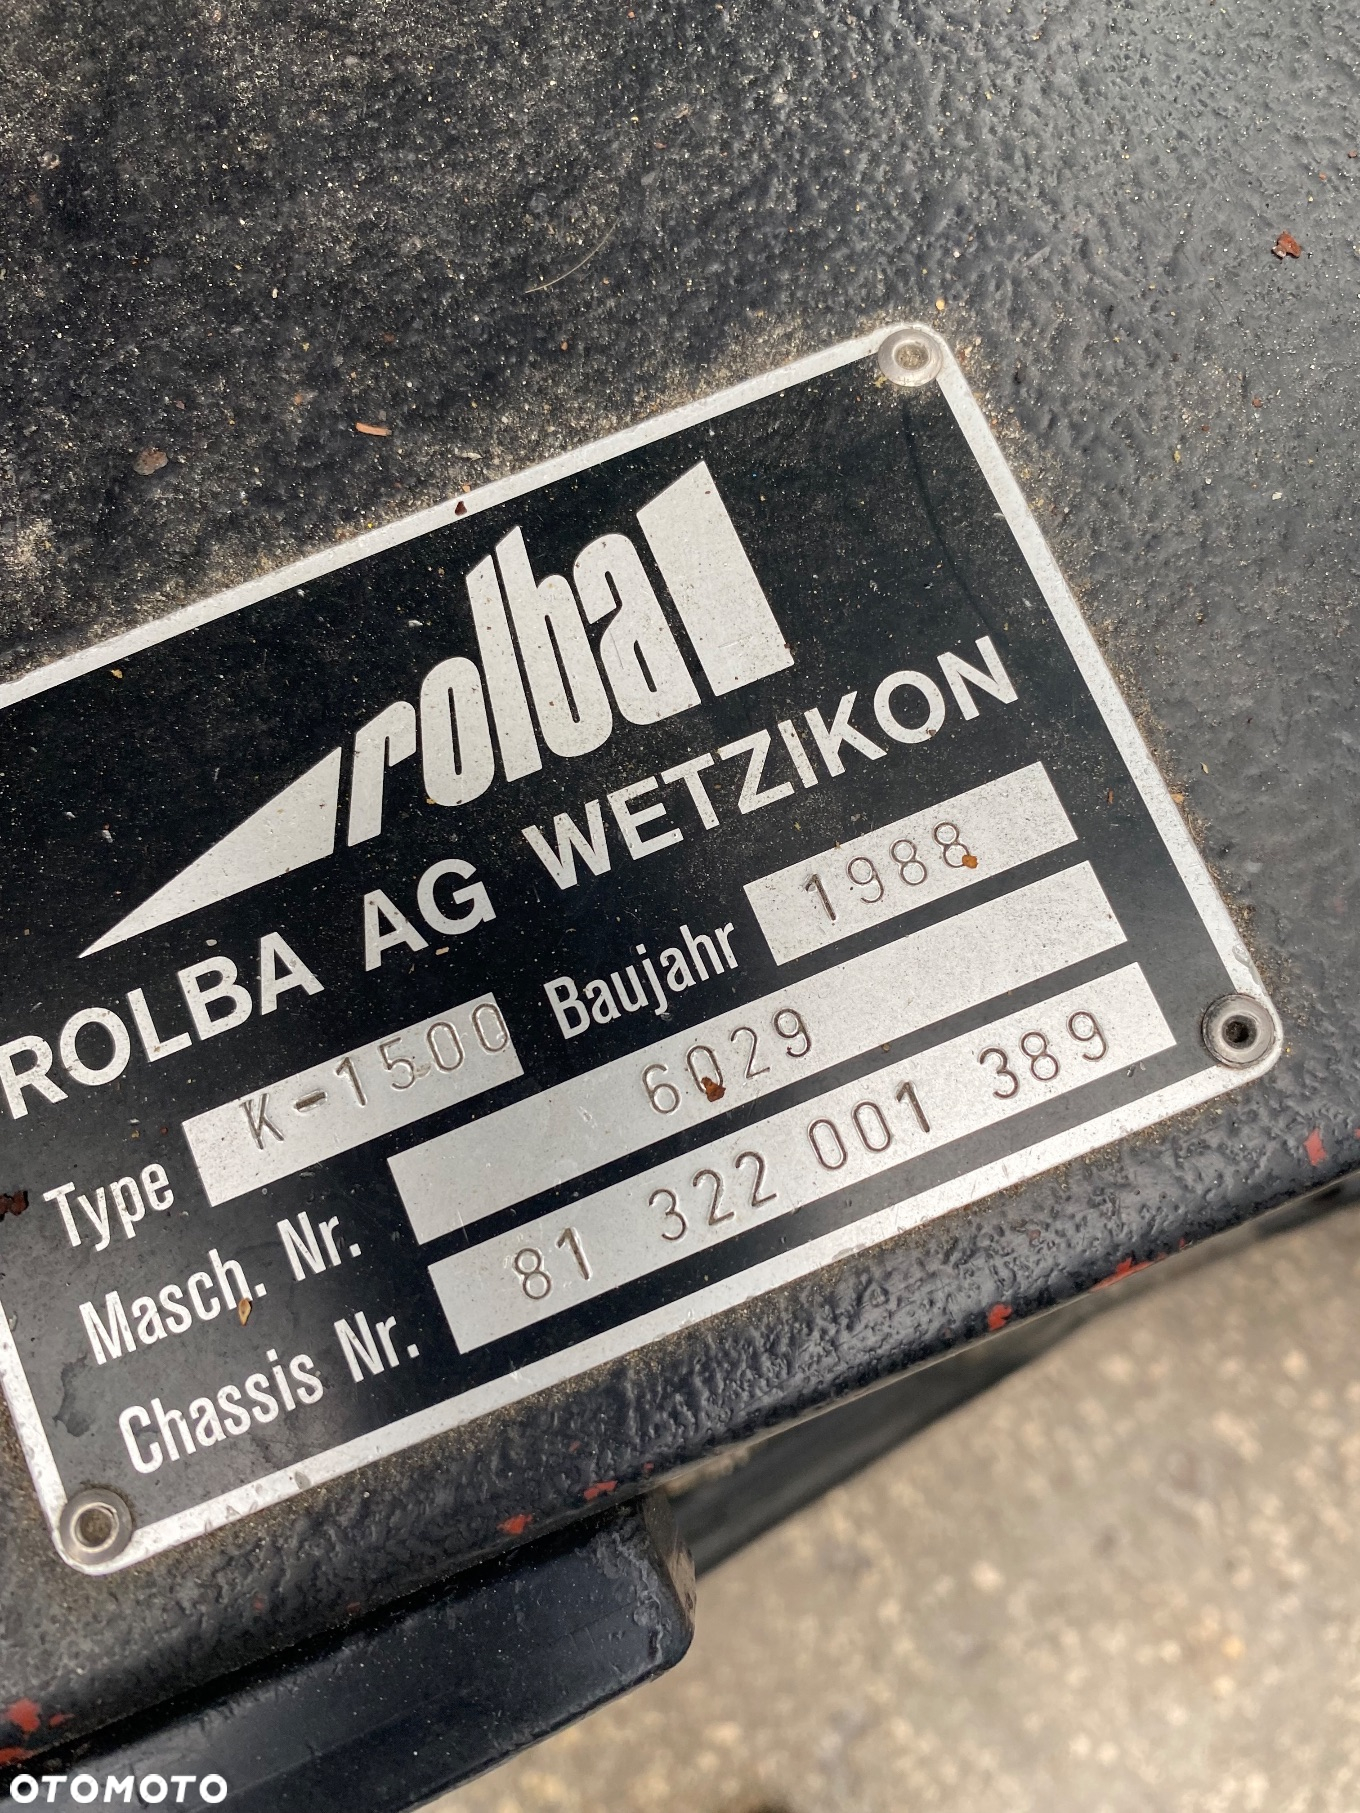 rolba
ROLBA AG WETZIKON
Type K-1500 Baujahr 1988
Masch. Nr. 6029
Chassis Nr. 81 322 001 389
OTOMOTO